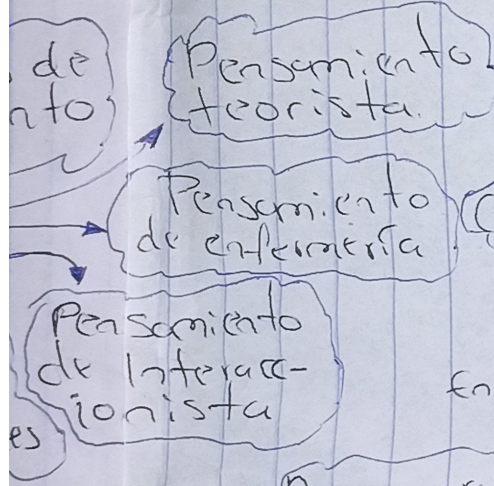 de
nto
Pensamiento
teorista.
Pensamiento
de enfermería
Pensamiento
de Interacc-
ionista
es
En